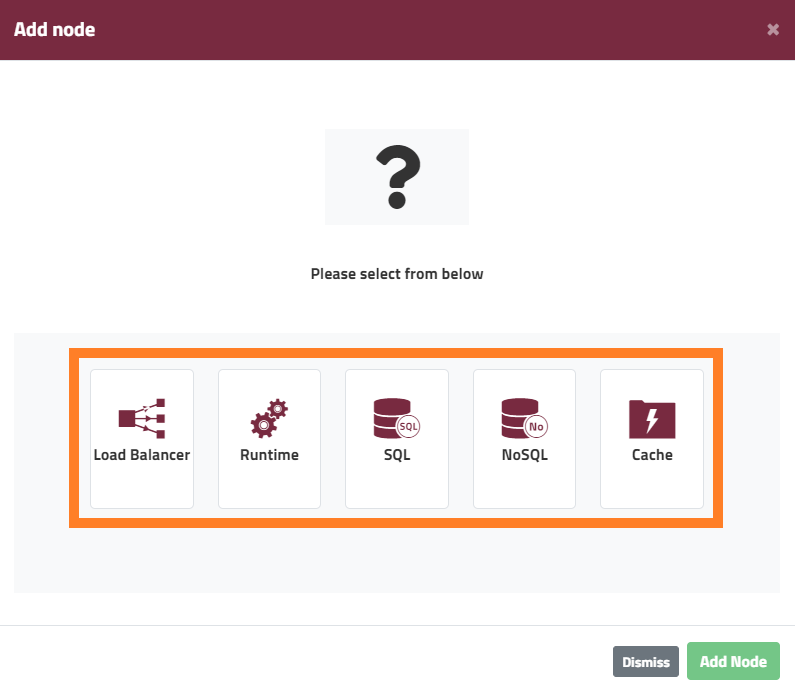 Add node
?
Please select from below
SQL
No
Load Balancer
Runtime
SQL
NoSQL
Cache
Dismiss
Add Node